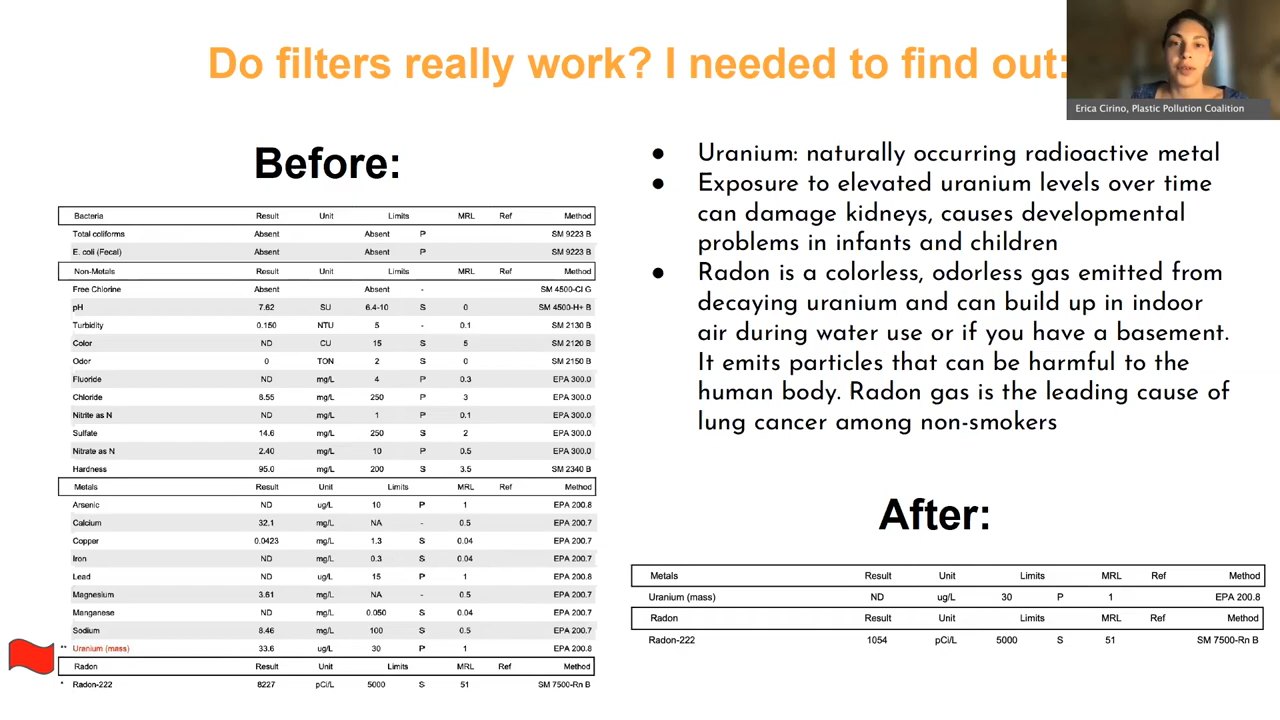 Do filters really work? I needed to find out:
Erica Cirino, Plastic Pollution Coalition
Before:
Bacteria Result Unit Limits MRL Ref Method
Total coliforms Absent Absent P SM 9223 B
E. coli (Fecal) Absent Absent P SM 9223 B
Non-Metals Result Unit Limits MRL Ref Method
Free Chlorine Absent Absent - SM 4500-Cl G
pH 7.62 SU 6.4-10 S 0 SM 4500-H+ B
Turbidity 0.150 NTU 5 - 0.1 SM 2130 B
Color ND CU 15 S 5 SM 2120 B
Odor 0 TON 2 S 0 SM 2150 B
Fluoride ND mg/L 4 P 0.3 EPA 300.0
Chloride 8.55 mg/L 250 P 3 EPA 300.0
Nitrite as N ND mg/L 1 P 0.1 EPA 300.0
Sulfate 14.6 mg/L 250 S 2 EPA 300.0
Nitrate as N 2.40 mg/L 10 P 0.5 EPA 300.0
Hardness 95.0 mg/L 200 S 3.5 SM 2340 B
Metals Result Unit Limits MRL Ref Method
Arsenic ND ug/L 10 P 1 EPA 200.8
Calcium 32.1 mg/L NA - 0.5 EPA 200.7
Copper 0.0423 mg/L 1.3 S 0.04 EPA 200.7
Iron ND mg/L 0.3 S 0.04 EPA 200.7
Lead ND ug/L 15 P 1 EPA 200.8
Magnesium 3.61 mg/L NA - 0.5 EPA 200.7
Manganese ND mg/L 0.050 S 0.04 EPA 200.7
Sodium 8.46 mg/L 100 S 0.5 EPA 200.7
** Uranium (mass) 33.6 ug/L 30 P 1 EPA 200.8
Radon Result Unit Limits MRL Ref Method
* Radon-222 8227 pCi/L 5000 S 51 SM 7500-Rn B
● Uranium: naturally occurring radioactive metal
● Exposure to elevated uranium levels over time
can damage kidneys, causes developmental
problems in infants and children
● Radon is a colorless, odorless gas emitted from
decaying uranium and can build up in indoor
air during water use or if you have a basement.
It emits particles that can be harmful to the
human body. Radon gas is the leading cause of
lung cancer among non-smokers
After:
Metals Result Unit Limits MRL Ref Method
Uranium (mass) ND ug/L 30 P 1 EPA 200.8
Radon Result Unit Limits MRL Ref Method
Radon-222 1054 pCi/L 5000 S 51 SM 7500-Rn B